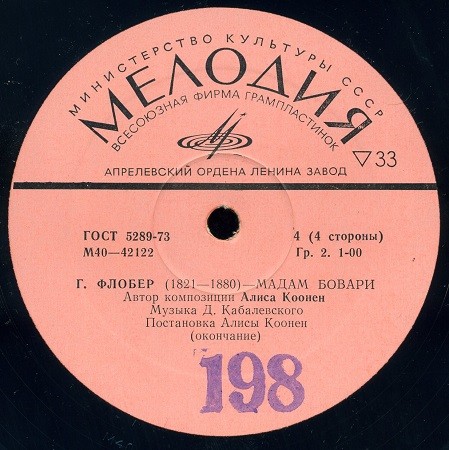 МИНИСТЕРСТВО КУЛЬТУРЫ СССР
МЕЛОДИЯ
ВСЕСОЮЗНАЯ ФИРМА ГРАМПЛАСТИНОК
▽33
АПРЕЛЕВСКИЙ ОРДЕНА ЛЕНИНА ЗАВОД
ГОСТ 5289-73 4 (4 стороны)
М40—42122 Гр. 2. 1-00
Г. ФЛОБЕР (1821—1880)—МАДАМ БОВАРИ
Автор композиции Алиса Коонен
Музыка Д. Кабалевского
Постановка Алисы Коонен
(окончание)
198